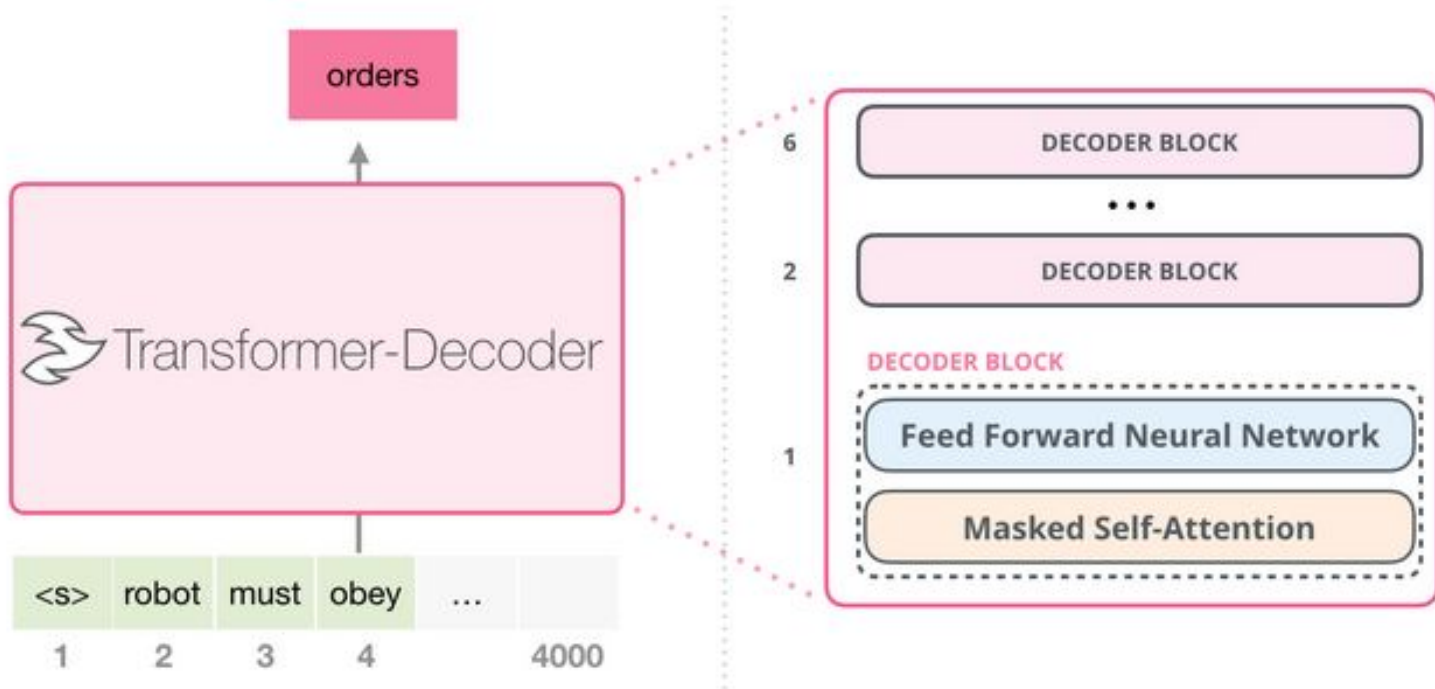 orders
Transformer-Decoder
<s> robot must obey ...
1 2 3 4 4000
6 DECODER BLOCK
...
2 DECODER BLOCK
DECODER BLOCK
1
Feed Forward Neural Network
Masked Self-Attention